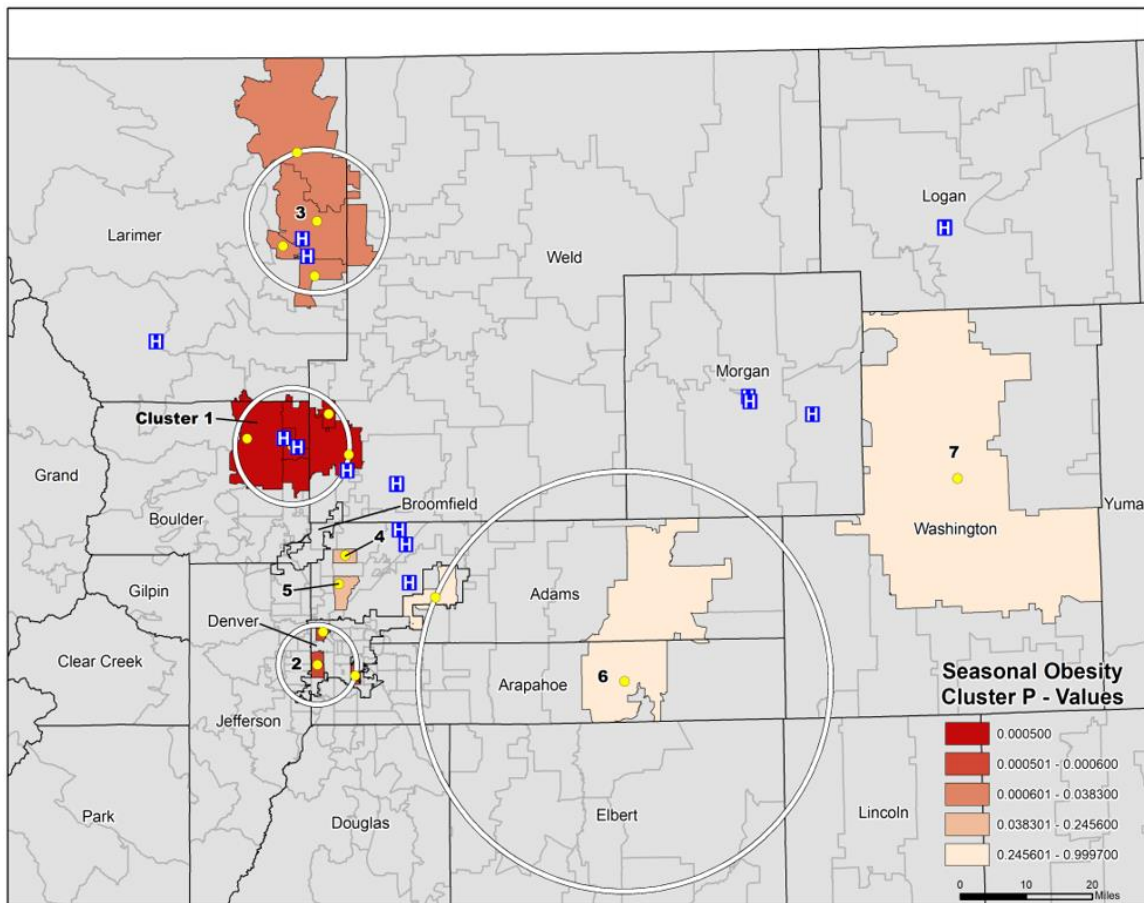 Logan
H
3
Larimer
H
H
Weld
H
Morgan
H
H
H
Cluster 1
H
H
7
Grand
H
H
Broomfield
Yuma
Boulder
4
H
H
Washington
5
H
Gilpin
Adams
Denver
Clear Creek
2
6
Arapahoe
Jefferson
Seasonal Obesity
Cluster P - Values
0.000500
0.000501 - 0.000600
0.000601 - 0.038300
0.038301 - 0.245600
0.245601 - 0.999700
Park
Douglas
Elbert
Lincoln
0 10 20
Miles